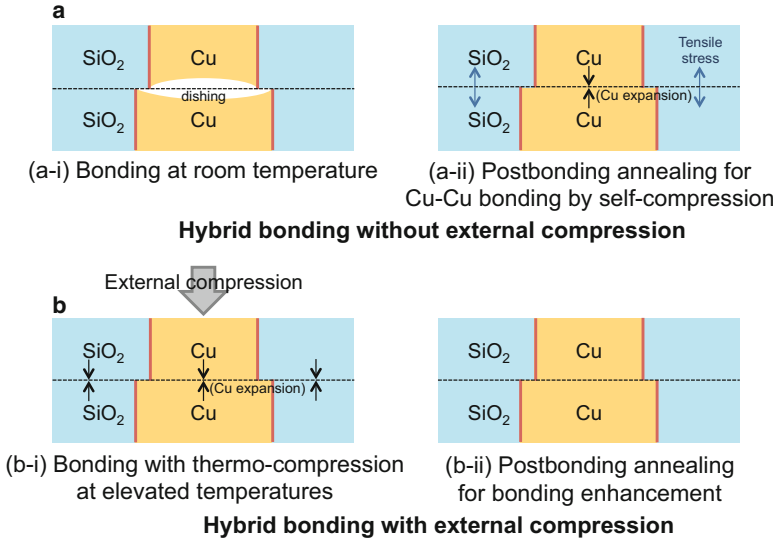 a
SiO2 Cu
dishing
SiO2 Cu
(a-i) Bonding at room temperature
SiO2 Cu Tensile
stress
(Cu expansion)
SiO2 Cu
(a-ii) Postbonding annealing for
Cu-Cu bonding by self-compression
Hybrid bonding without external compression
External compression
b
SiO2 Cu
(Cu expansion)
SiO2 Cu
(b-i) Bonding with thermo-compression
at elevated temperatures
SiO2 Cu
SiO2 Cu
(b-ii) Postbonding annealing
for bonding enhancement
Hybrid bonding with external compression